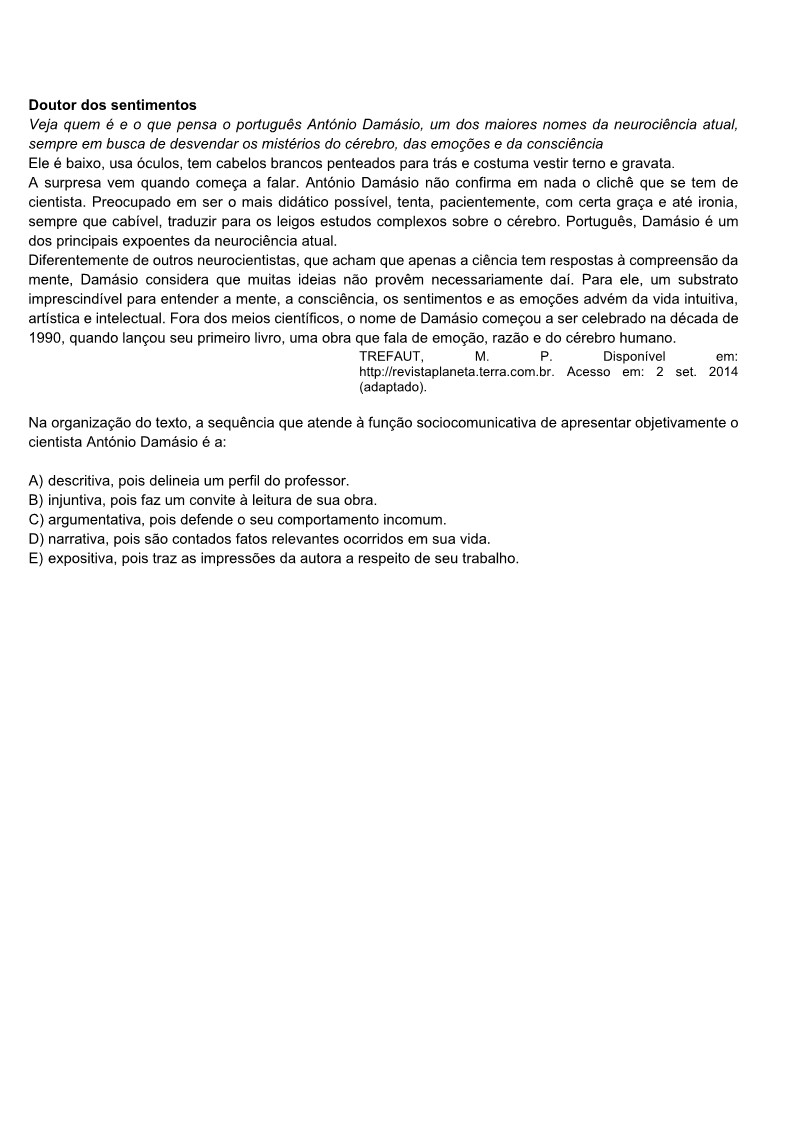 Doutor dos sentimentos
Veja quem é e o que pensa o português António Damásio, um dos maiores nomes da neurociência atual,
sempre em busca de desvendar os mistérios do cérebro, das emoções e da consciência
Ele é baixo, usa óculos, tem cabelos brancos penteados para trás e costuma vestir terno e gravata.
A surpresa vem quando começa a falar. António Damásio não confirma em nada o clichê que se tem de
cientista. Preocupado em ser o mais didático possível, tenta, pacientemente, com certa graça e até ironia,
sempre que cabível, traduzir para os leigos estudos complexos sobre o cérebro. Português, Damásio é um
dos principais expoentes da neurociência atual.
Diferentemente de outros neurocientistas, que acham que apenas a ciência tem respostas à compreensão da
mente, Damásio considera que muitas ideias não provêm necessariamente daí. Para ele, um substrato
imprescindível para entender a mente, a consciência, os sentimentos e as emoções advém da vida intuitiva,
artística e intelectual. Fora dos meios científicos, o nome de Damásio começou a ser celebrado na década de
1990, quando lançou seu primeiro livro, uma obra que fala de emoção, razão e do cérebro humano.
TREFAUT, M. P. Disponível em:
http://revistaplaneta.terra.com.br. Acesso em: 2 set. 2014
(adaptado).
Na organização do texto, a sequência que atende à função sociocomunicativa de apresentar objetivamente o
cientista António Damásio é a:
A) descritiva, pois delineia um perfil do professor.
B) injuntiva, pois faz um convite à leitura de sua obra.
C) argumentativa, pois defende o seu comportamento incomum.
D) narrativa, pois são contados fatos relevantes ocorridos em sua vida.
E) expositiva, pois traz as impressões da autora a respeito de seu trabalho.